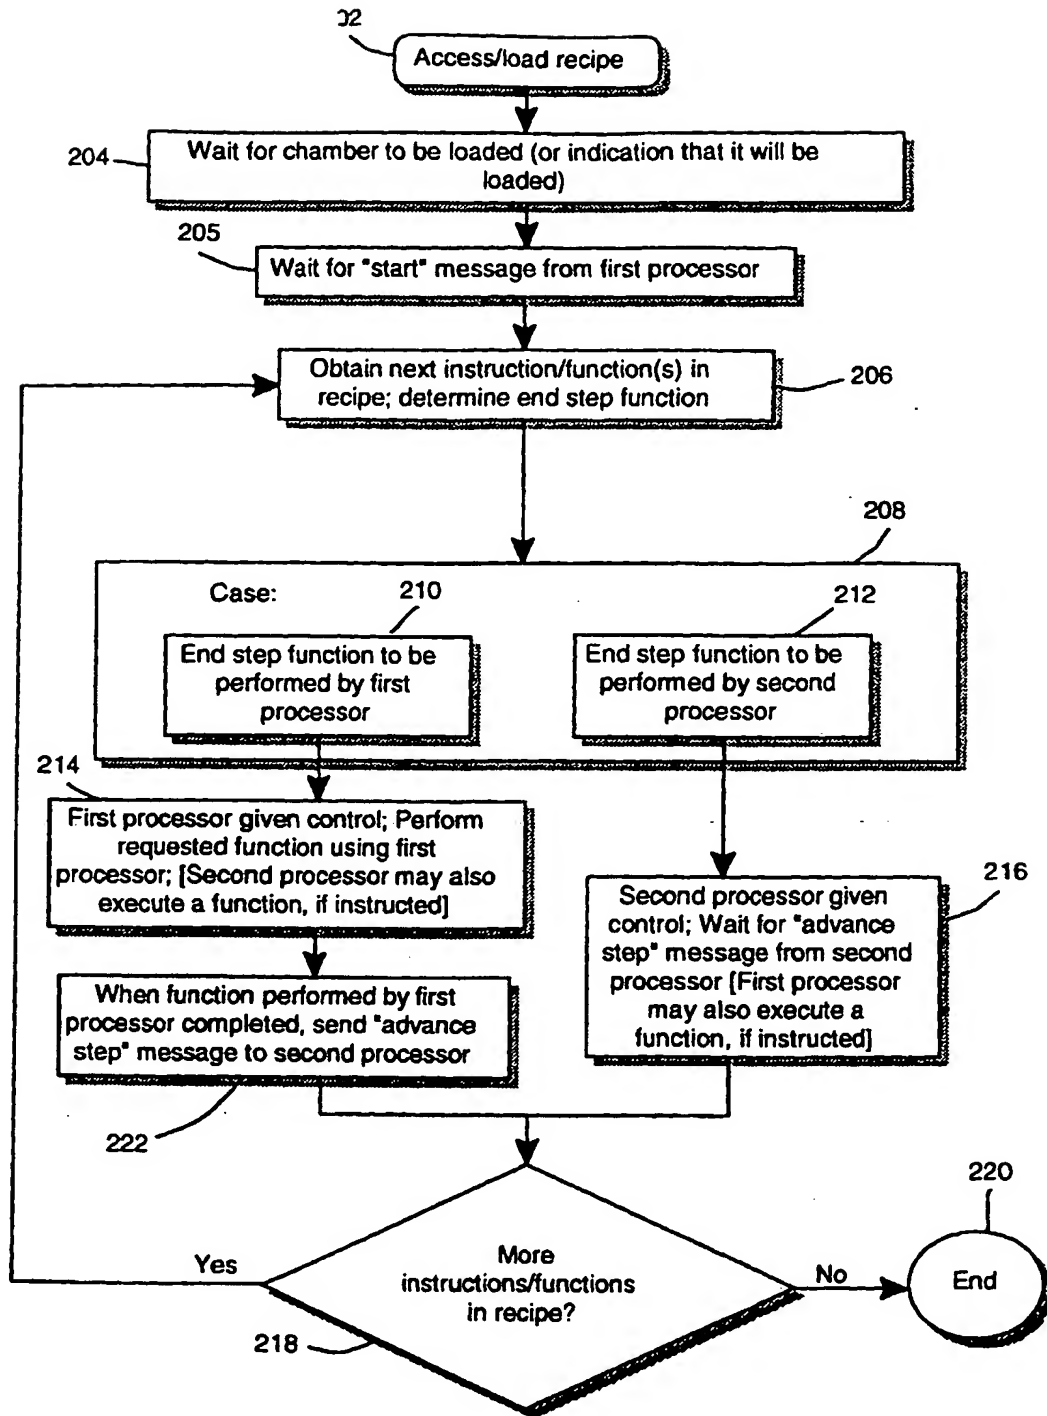 02
Access/load recipe
204
Wait for chamber to be loaded (or indication that it will be
loaded)
205
Wait for "start" message from first processor
Obtain next instruction/function(s) in
recipe; determine end step function
206
208
Case:
210
212
End step function to be
performed by first
processor
End step function to be
performed by second
processor
214
First processor given control; Perform
requested function using first
processor; [Second processor may also
execute a function, if instructed]
Second processor given
control; Wait for "advance
step" message from second
processor [First processor
may also execute a
function, if instructed]
216
When function performed by first
processor completed, send "advance
step" message to second processor
222
More
instructions/functions
in recipe?
Yes
No
218
220
End